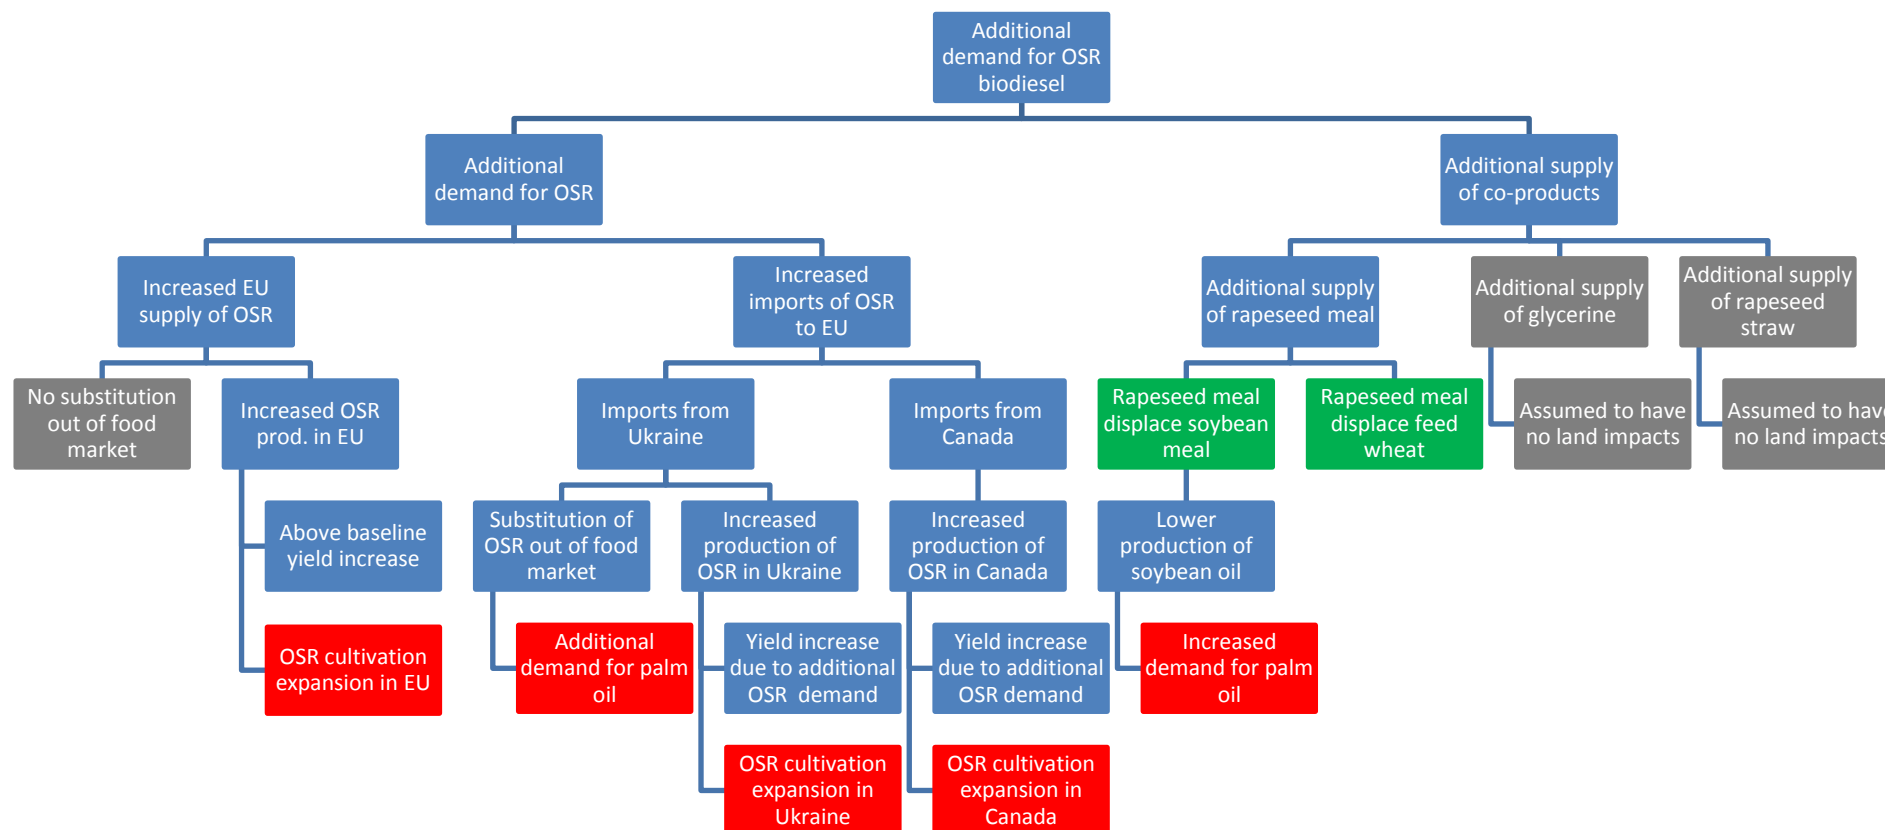 Additional
demand for OSR
biodiesel
Additional
demand for OSR
Additional supply
of co-products
Increased EU
supply of OSR
Increased
imports of OSR
to EU
Additional supply
of rapeseed meal
Additional supply
of glycerine
Additional supply
of rapeseed
straw
No substitution
out of food
market
Increased OSR
prod. in EU
Imports from
Ukraine
Imports from
Canada
Rapeseed meal
displace soybean
meal
Rapeseed meal
displace feed
wheat
Assumed to have
no land impacts
Assumed to have
no land impacts
Above baseline
yield increase
Substitution of
OSR out of food
market
Increased
production of
OSR in Ukraine
Increased
production of
OSR in Canada
Lower
production of
soybean oil
OSR cultivation
expansion in EU
Additional
demand for palm
oil
Yield increase
due to additional
OSR demand
Yield increase
due to additional
OSR demand
Increased
demand for palm
oil
OSR cultivation
expansion in
Ukraine
OSR cultivation
expansion in
Canada